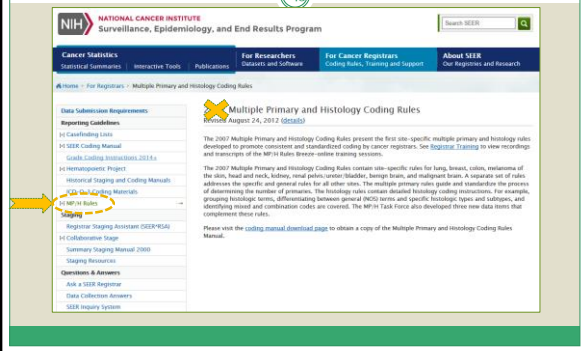 NIH
NATIONAL CANCER INSTITUTE
Surveillance, Epidemiology, and End Results Program
Search SEER
Cancer Statistics
Statistical Summaries | Interactive Tools | Publications
For Researchers
Datasets and Software
For Cancer Registrars
Coding Rules, Training and Support
About SEER
Our Registries and Research
Home › For Registrars › Multiple Primary and Histology Coding Rules
Data Submission Requirements
Reporting Guidelines
[+] Casefinding Lists
[+] SEER Coding Manual
Grade Coding Instructions 2014+
[+] Hematopoietic Project
Historical Staging and Coding Manuals
ICD-O-3 Coding Materials
[+] MP/H Rules →
Staging
Registrar Staging Assistant (SEER*RSA)
[+] Collaborative Stage
Summary Staging Manual 2000
Staging Resources
Questions & Answers
Ask a SEER Registrar
Data Collection Answers
SEER Inquiry System
Multiple Primary and Histology Coding Rules
Revised August 24, 2012 (details)
The 2007 Multiple Primary and Histology Coding Rules present the first site-specific multiple primary and histology rules
developed to promote consistent and standardized coding by cancer registrars. See Registrar Training to view recordings
and transcripts of the MP/H Rules Breeze-online training sessions.
The 2007 Multiple Primary and Histology Coding Rules contain site-specific rules for lung, breast, colon, melanoma of
the skin, head and neck, kidney, renal pelvis/ureter/bladder, benign brain, and malignant brain. A separate set of rules
addresses the specific and general rules for all other sites. The multiple primary rules guide and standardize the process
of determining the number of primaries. The histology rules contain detailed histology coding instructions. For example,
grouping histologic terms, differentiating between general (NOS) terms and specific histologic types and subtypes, and
identifying mixed and combination codes are covered. The MP/H Task Force also developed three new data items that
complement these rules.
Please visit the coding manual download page to obtain a copy of the Multiple Primary and Histology Coding Rules
Manual.